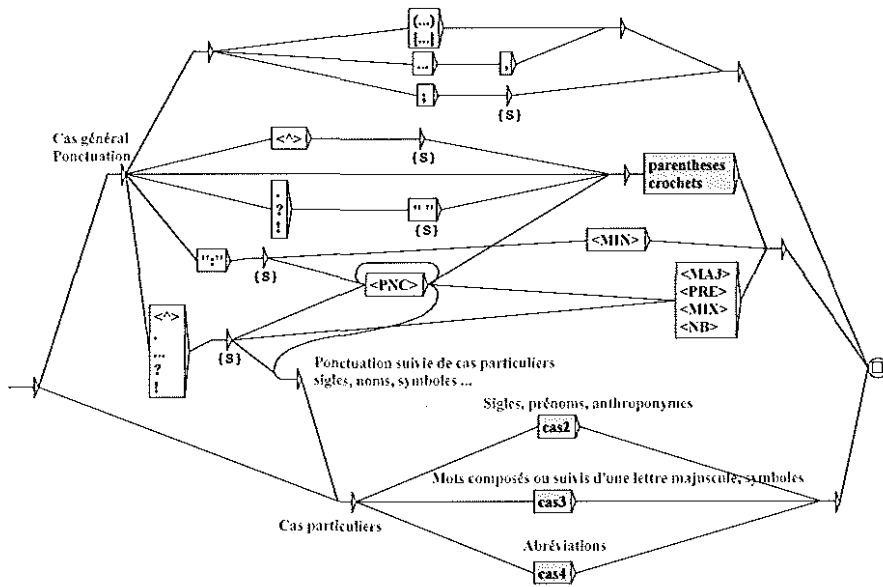 (...)
[...]
... ,
; {S}
Cas général
Ponctuation
<^> {S}
parentheses
crochets
.
?
!
" "
{S}
":" {S}
<MIN>
<PNC>
<MAJ>
<PRE>
<MIX>
<NB>
<^>
.
...
?
!
{S}
Ponctuation suivie de cas particuliers
sigles, noms, symboles ...
Sigles, prénoms, anthroponymes
cas2
Mots composés ou suivis d'une lettre majuscule, symboles
cas3
Cas particuliers
Abréviations
cas4